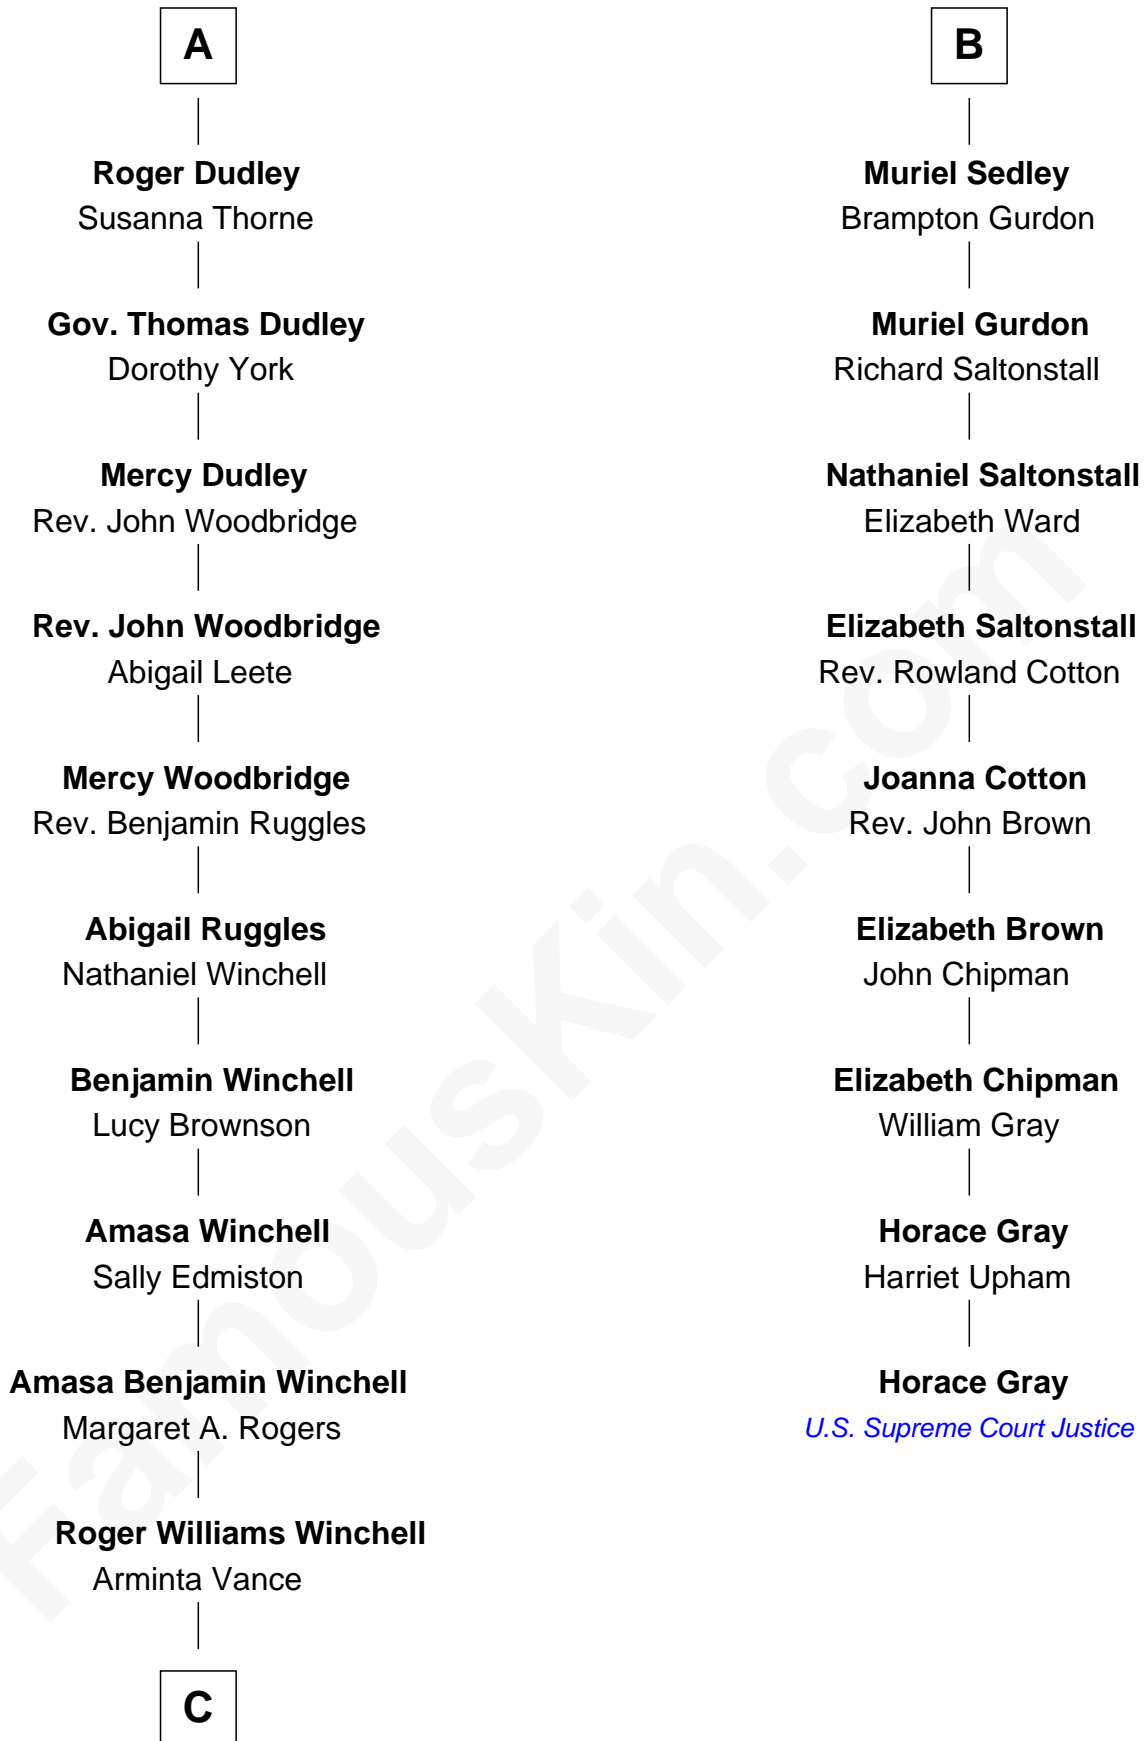 A
Roger Dudley
Susanna Thorne
Gov. Thomas Dudley
Dorothy York
Mercy Dudley
Rev. John Woodbridge
Rev. John Woodbridge
Abigail Leete
Mercy Woodbridge
Rev. Benjamin Ruggles
Abigail Ruggles
Nathaniel Winchell
Benjamin Winchell
Lucy Brownson
Amasa Winchell
Sally Edmiston
Amasa Benjamin Winchell
Margaret A. Rogers
Roger Williams Winchell
Arminta Vance
C
B
Muriel Sedley
Brampton Gurdon
Muriel Gurdon
Richard Saltonstall
Nathaniel Saltonstall
Elizabeth Ward
Elizabeth Saltonstall
Rev. Rowland Cotton
Joanna Cotton
Rev. John Brown
Elizabeth Brown
John Chipman
Elizabeth Chipman
William Gray
Horace Gray
Harriet Upham
Horace Gray
U.S. Supreme Court Justice
FamousKin.com